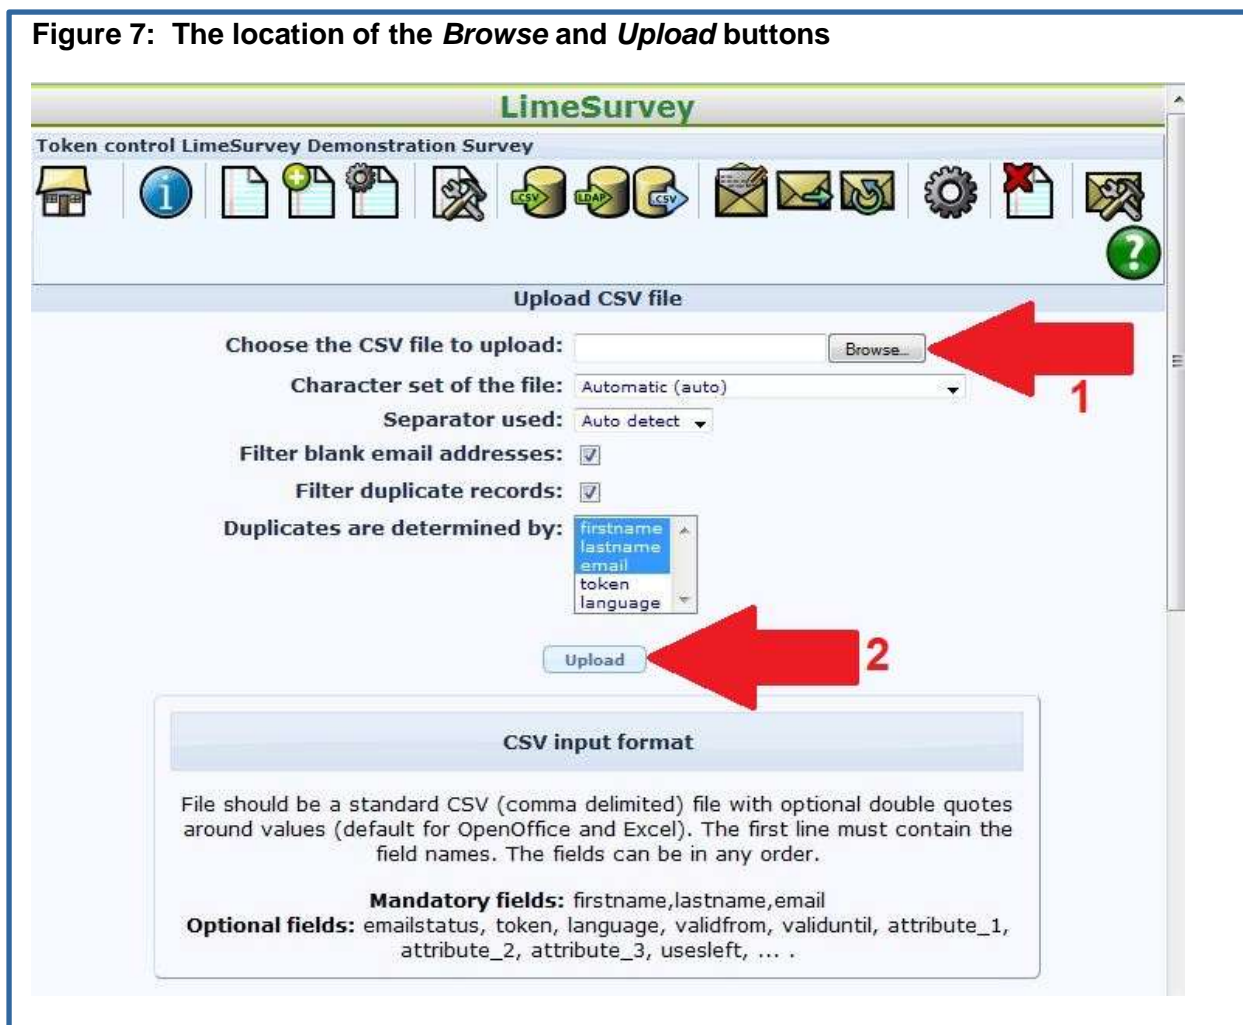 Figure 7:  The location of the Browse and Upload buttons
LimeSurvey
Token control LimeSurvey Demonstration Survey
CSV
LDAP
.CSV
Upload CSV file
Choose the CSV file to upload:
Browse...
1
Character set of the file: Automatic (auto)
Separator used: Auto detect
Filter blank email addresses:
Filter duplicate records:
Duplicates are determined by: firstname
lastname
email
token
language
Upload
2
CSV input format
File should be a standard CSV (comma delimited) file with optional double quotes
around values (default for OpenOffice and Excel). The first line must contain the
field names. The fields can be in any order.
Mandatory fields: firstname,lastname,email
Optional fields: emailstatus, token, language, validfrom, validuntil, attribute_1,
attribute_2, attribute_3, usesleft, ... .